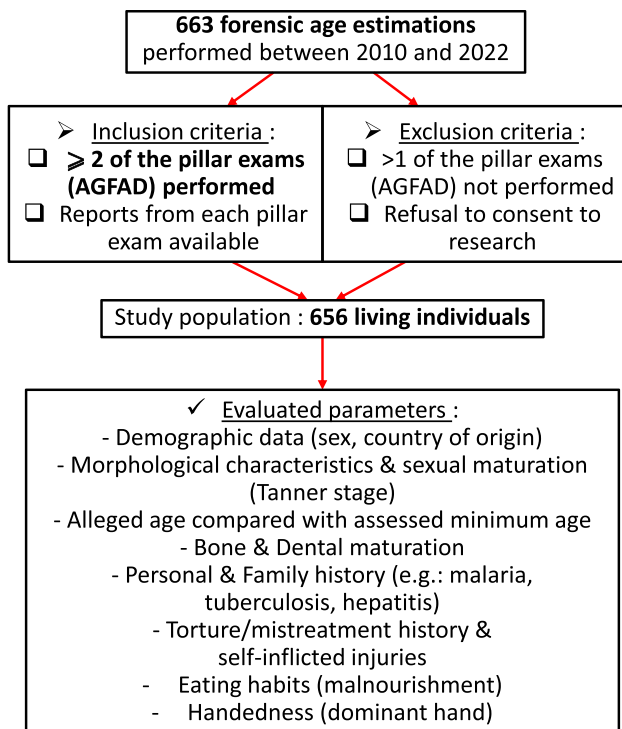 663 forensic age estimations
performed between 2010 and 2022
➢ Inclusion criteria :
❑ ⩾ 2 of the pillar exams
(AGFAD) performed
❑ Reports from each pillar
exam available
➢ Exclusion criteria :
❑ >1 of the pillar exams
(AGFAD) not performed
❑ Refusal to consent to
research
Study population : 656 living individuals
✓ Evaluated parameters :
- Demographic data (sex, country of origin)
- Morphological characteristics & sexual maturation
(Tanner stage)
- Alleged age compared with assessed minimum age
- Bone & Dental maturation
- Personal & Family history (e.g.: malaria,
tuberculosis, hepatitis)
- Torture/mistreatment history &
self-inflicted injuries
- Eating habits (malnourishment)
- Handedness (dominant hand)